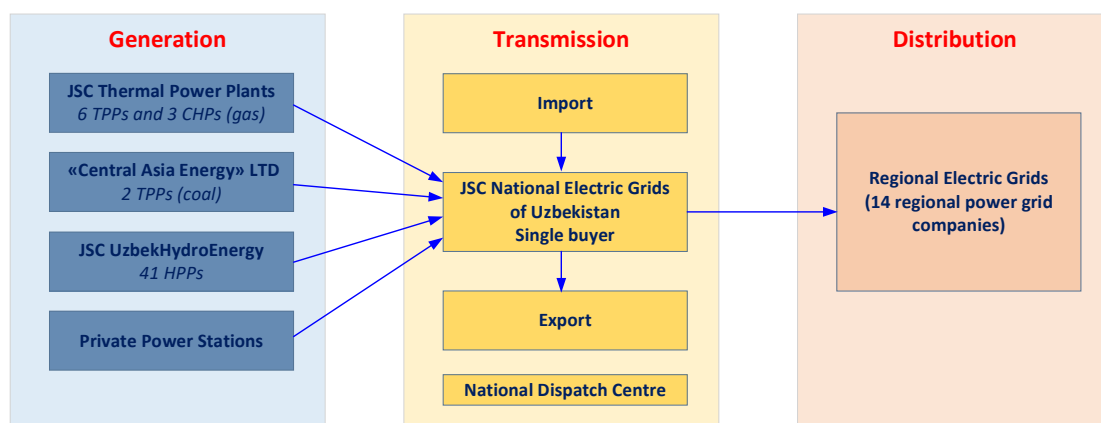 Generation
JSC Thermal Power Plants
6 TPPs and 3 CHPs (gas)
«Central Asia Energy» LTD
2 TPPs (coal)
JSC UzbekHydroEnergy
41 HPPs
Private Power Stations
Transmission
Import
JSC National Electric Grids
of Uzbekistan
Single buyer
Export
National Dispatch Centre
Distribution
Regional Electric Grids
(14 regional power grid
companies)